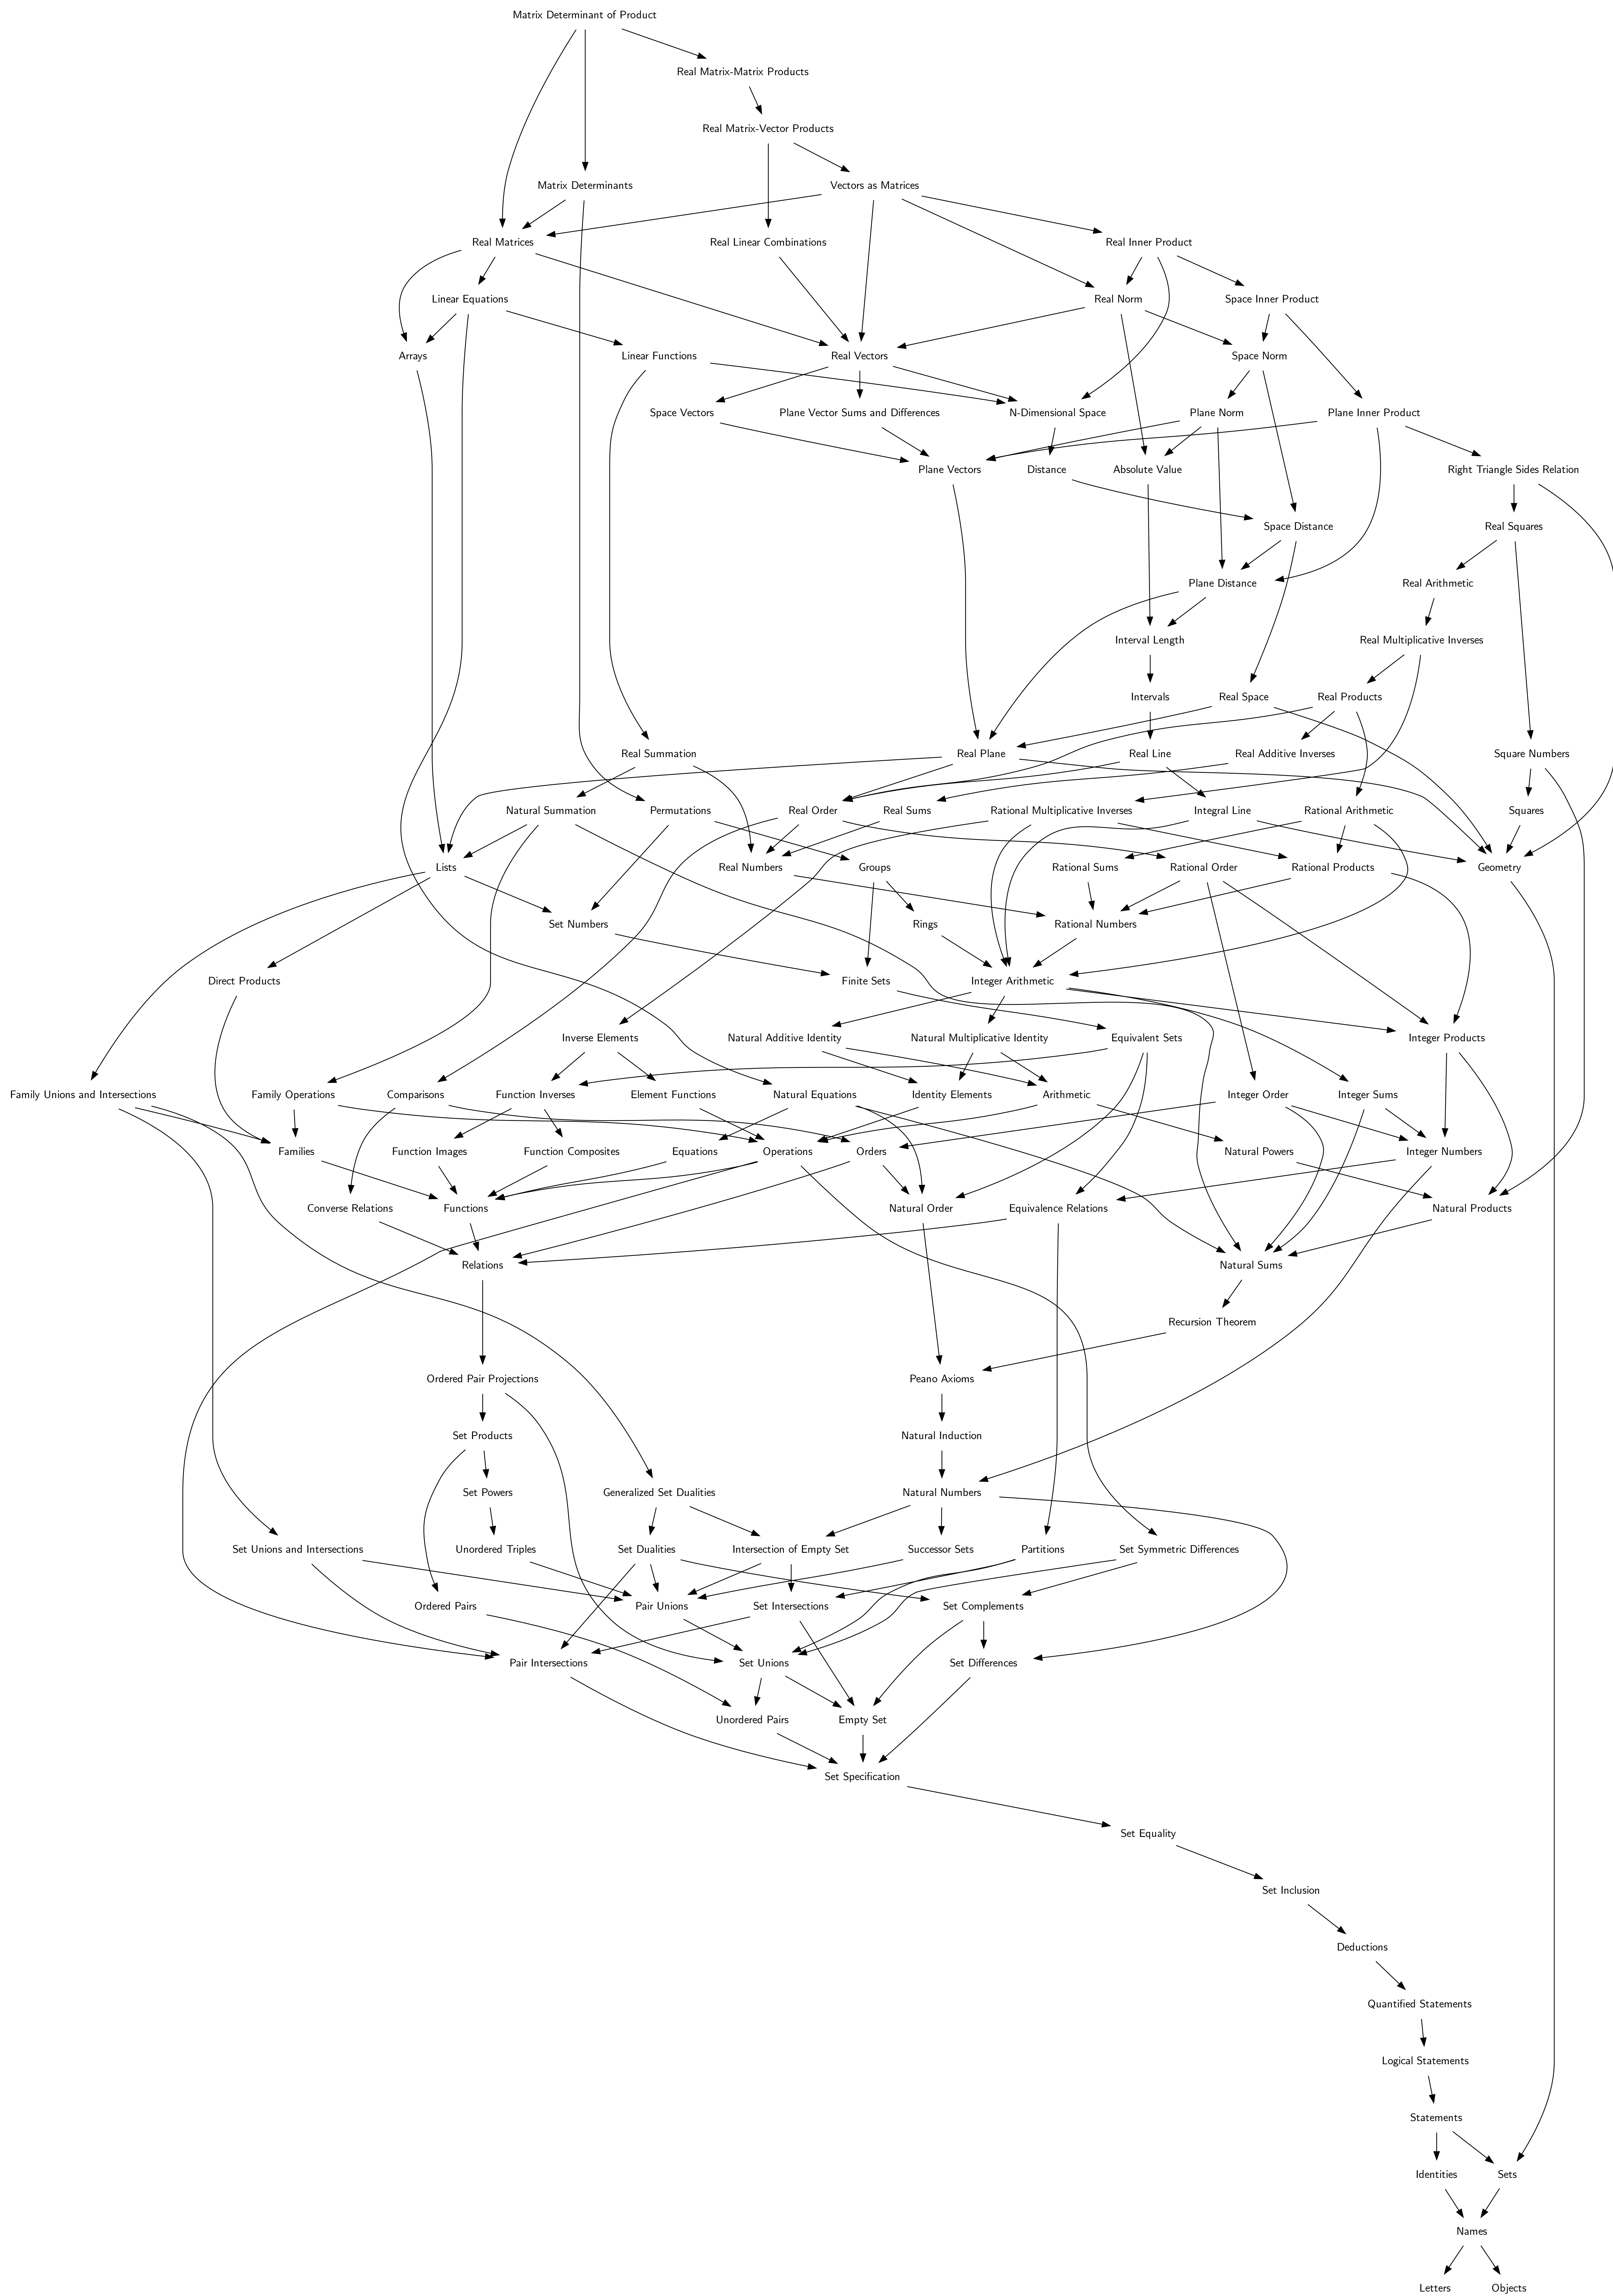 Matrix Determinant of Product
Real Matrix-Matrix Products
Real Matrix-Vector Products
Matrix Determinants
Vectors as Matrices
Real Matrices
Real Linear Combinations
Real Inner Product
Linear Equations
Real Norm
Space Inner Product
Arrays
Linear Functions
Real Vectors
Space Norm
Space Vectors
Plane Vector Sums and Differences
N-Dimensional Space
Plane Norm
Plane Inner Product
Plane Vectors
Distance
Absolute Value
Right Triangle Sides Relation
Space Distance
Real Squares
Plane Distance
Real Arithmetic
Interval Length
Real Multiplicative Inverses
Intervals
Real Space
Real Products
Real Summation
Real Plane
Real Line
Real Additive Inverses
Square Numbers
Natural Summation
Permutations
Real Order
Real Sums
Rational Multiplicative Inverses
Integral Line
Rational Arithmetic
Squares
Lists
Real Numbers
Groups
Rational Sums
Rational Order
Rational Products
Geometry
Set Numbers
Rings
Rational Numbers
Direct Products
Finite Sets
Integer Arithmetic
Inverse Elements
Natural Additive Identity
Natural Multiplicative Identity
Equivalent Sets
Integer Products
Family Unions and Intersections
Family Operations
Comparisons
Function Inverses
Element Functions
Natural Equations
Identity Elements
Arithmetic
Integer Order
Integer Sums
Families
Function Images
Function Composites
Equations
Operations
Orders
Natural Powers
Integer Numbers
Converse Relations
Functions
Natural Order
Equivalence Relations
Natural Products
Relations
Natural Sums
Recursion Theorem
Ordered Pair Projections
Peano Axioms
Set Products
Natural Induction
Set Powers
Generalized Set Dualities
Natural Numbers
Set Unions and Intersections
Unordered Triples
Set Dualities
Intersection of Empty Set
Successor Sets
Partitions
Set Symmetric Differences
Ordered Pairs
Pair Unions
Set Intersections
Set Complements
Pair Intersections
Set Unions
Set Differences
Unordered Pairs
Empty Set
Set Specification
Set Equality
Set Inclusion
Deductions
Quantified Statements
Logical Statements
Statements
Identities
Sets
Names
Letters
Objects